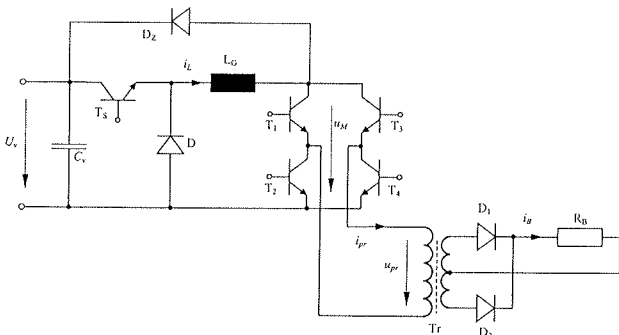 D_Z
i_L
L_G
T_S
T_1
u_M
T_3
U_v
C_v
D
T_2
T_4
D_1
i_B
R_B
i_pr
u_pr
Tr
D_2